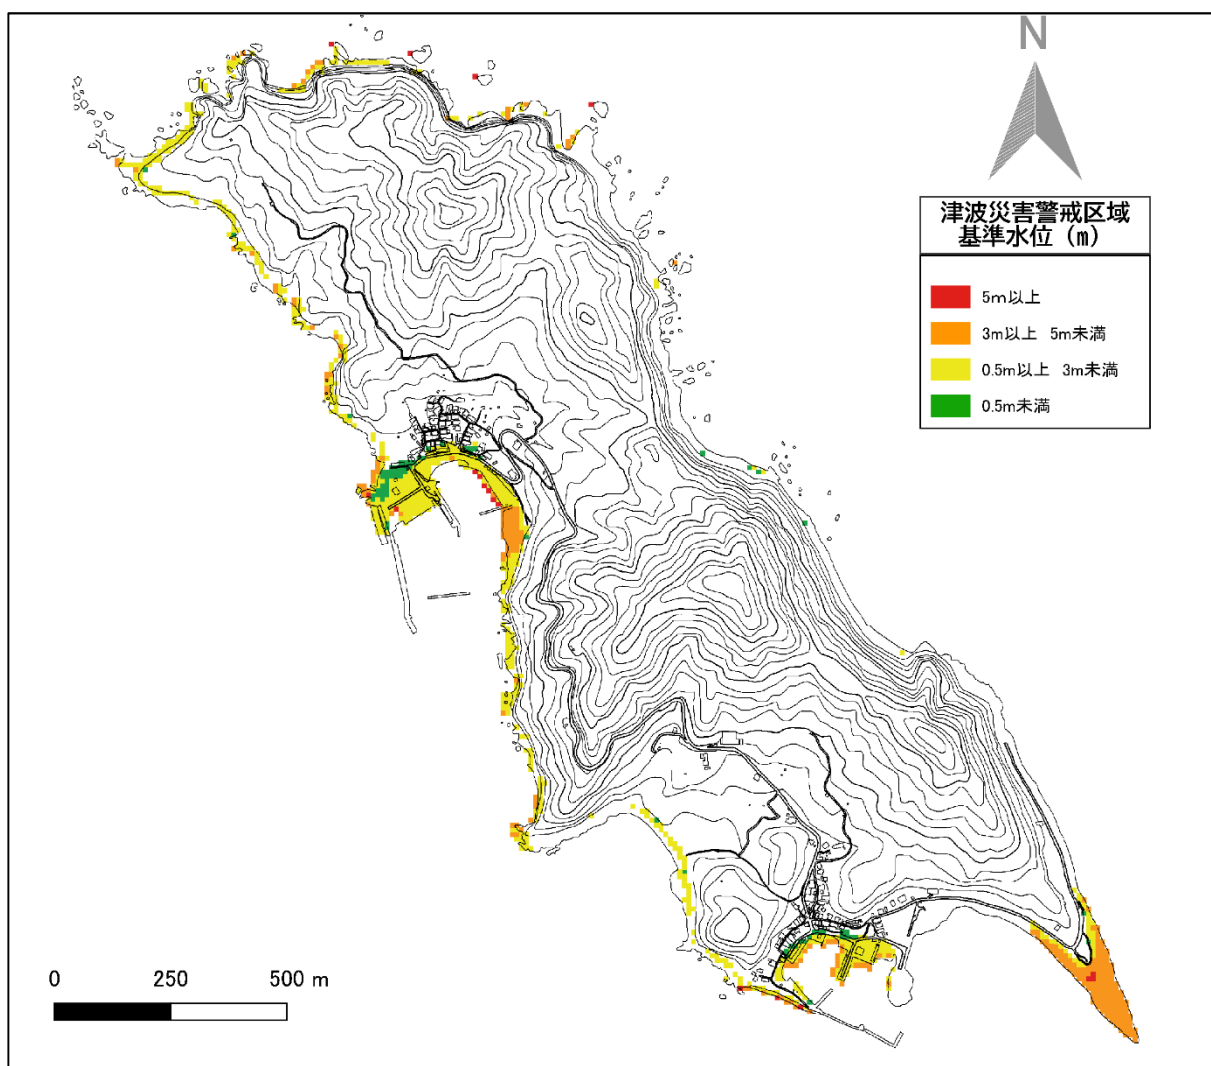 N
津波災害警戒区域
基準水位（m）
5m以上
3m以上 5m未満
0.5m以上 3m未満
0.5m未満
0 250 500 m